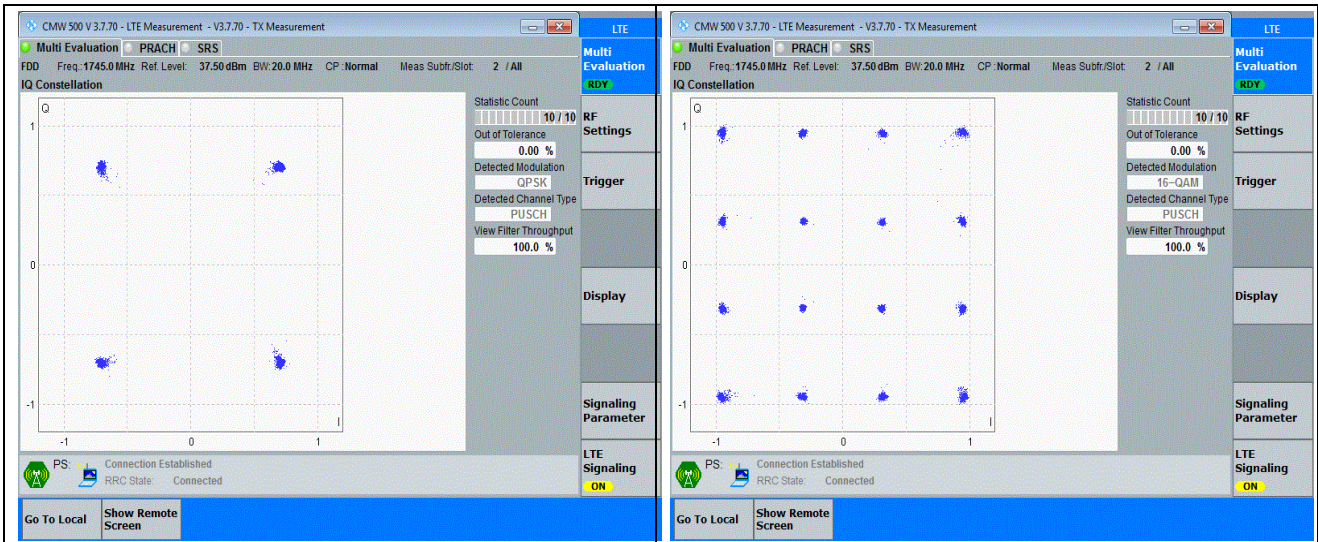 CMW 500 V 3.7.70 - LTE Measurement - V3.7.70 - TX Measurement
LTE
Multi Evaluation PRACH SRS
Multi
Evaluation
RDY
FDD Freq.:1745.0 MHz Ref. Level: 37.50 dBm BW:20.0 MHz CP :Normal Meas Subfr./Slot: 2 / All
IQ Constellation
Q
1
0
-1
-1 0 1
I
Statistic Count
10 / 10
Out of Tolerance
0.00 %
Detected Modulation
QPSK
Detected Channel Type
PUSCH
View Filter Throughput
100.0 %
RF
Settings
Trigger
Display
Signaling
Parameter
LTE
Signaling
ON
PS: Connection Established
RRC State: Connected
Go To Local
Show Remote
Screen
CMW 500 V 3.7.70 - LTE Measurement - V3.7.70 - TX Measurement
LTE
Multi Evaluation PRACH SRS
Multi
Evaluation
RDY
FDD Freq.:1745.0 MHz Ref. Level: 37.50 dBm BW:20.0 MHz CP :Normal Meas Subfr./Slot: 2 / All
IQ Constellation
Q
1
0
-1
-1 0 1
I
Statistic Count
10 / 10
Out of Tolerance
0.00 %
Detected Modulation
16-QAM
Detected Channel Type
PUSCH
View Filter Throughput
100.0 %
RF
Settings
Trigger
Display
Signaling
Parameter
LTE
Signaling
ON
PS: Connection Established
RRC State: Connected
Go To Local
Show Remote
Screen